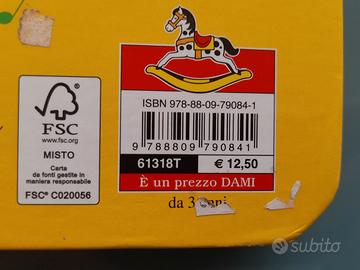 ISBN 978-88-09-79084-1
9 788809 790841
61318T
€ 12,50
È un prezzo DAMI
da 3 anni
FSC
www.fsc.org
MISTO
Carta
da fonti gestite in
maniera responsabile
FSC® C020056
subito